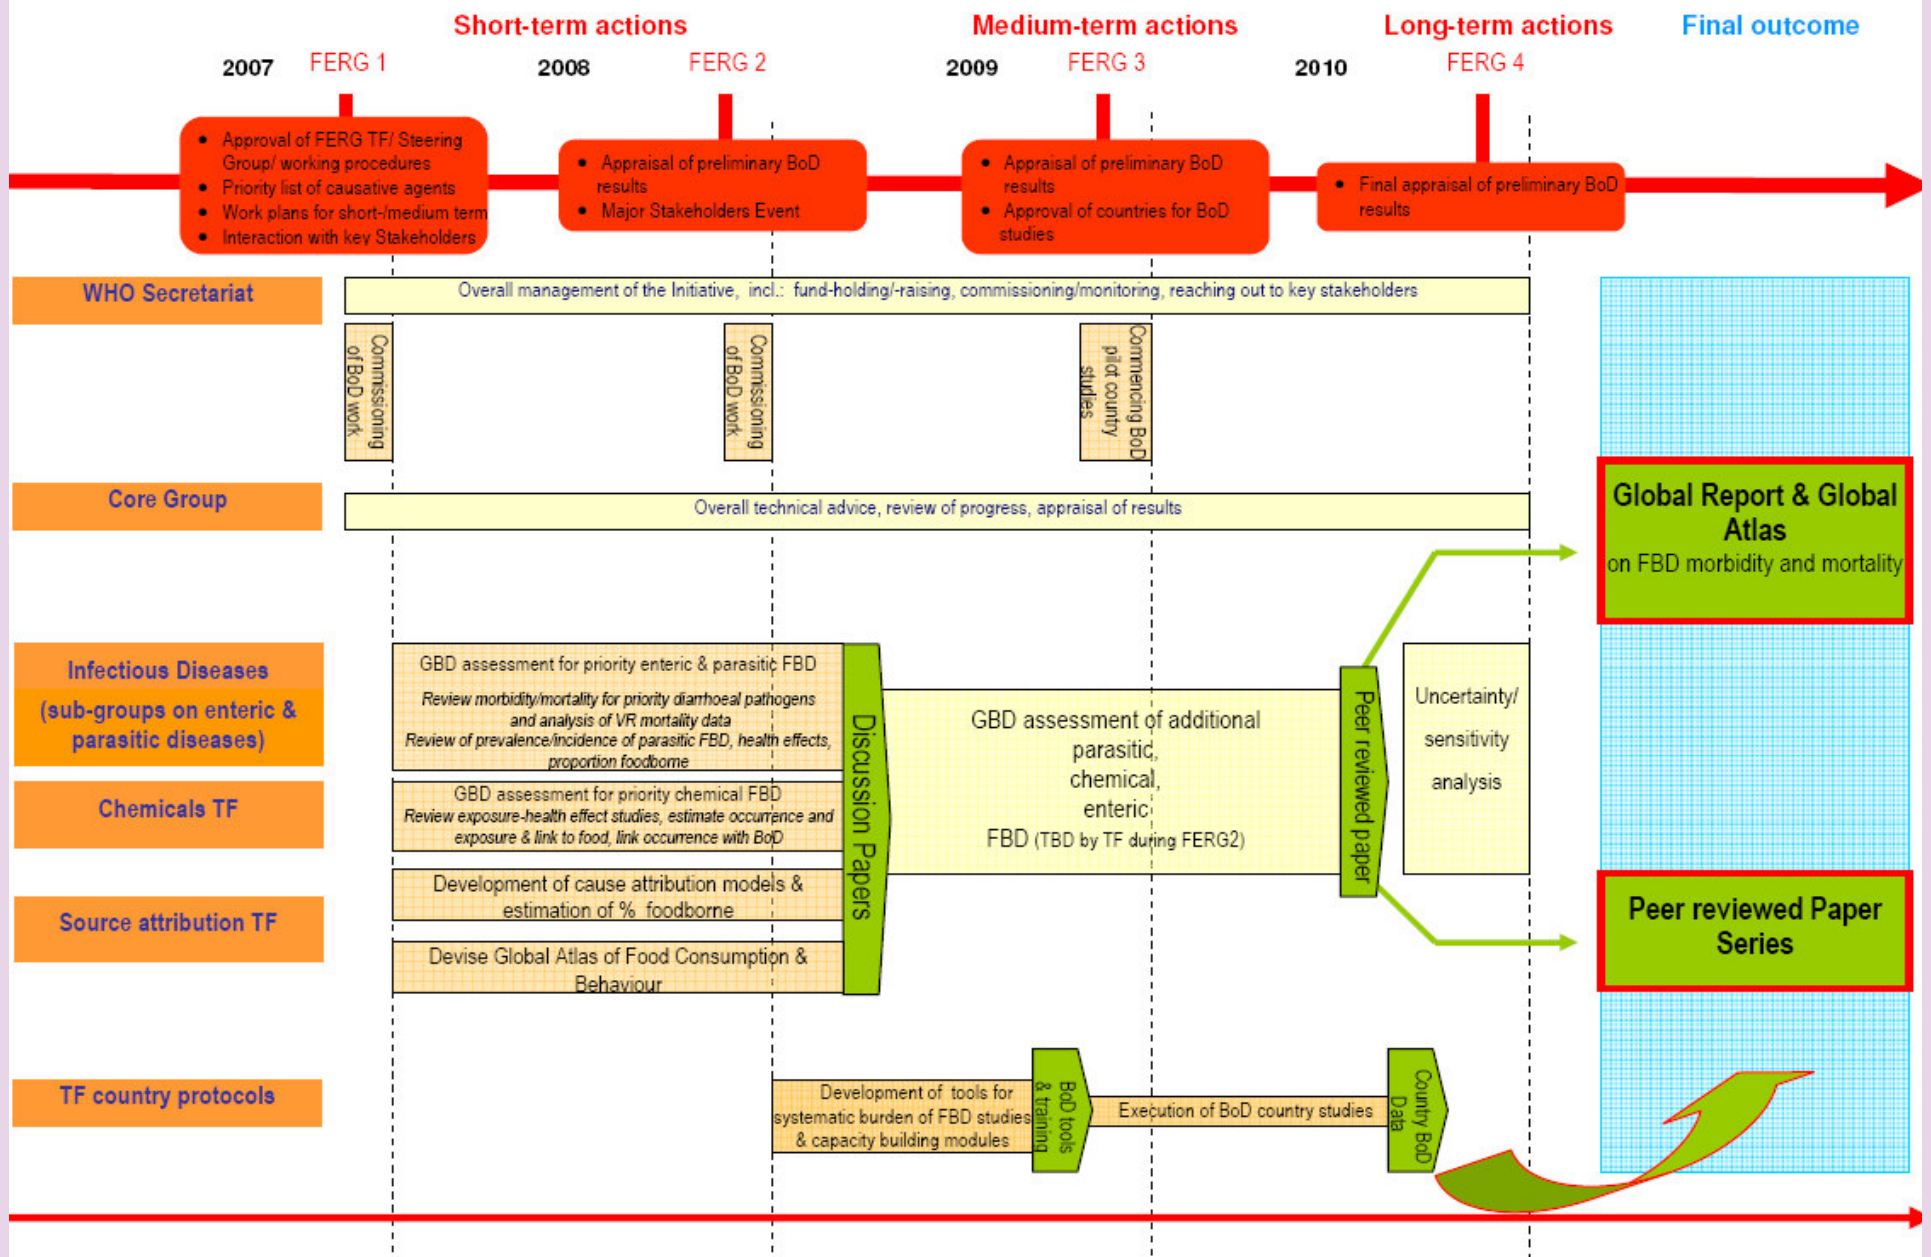 Short-term actions
Medium-term actions
Long-term actions
Final outcome
2007
FERG 1
2008
FERG 2
2009
FERG 3
2010
FERG 4
• Approval of FERG TF/ Steering
Group/ working procedures
• Priority list of causative agents
• Work plans for short-/medium term
• Interaction with key Stakeholders
• Appraisal of preliminary BoD
results
• Major Stakeholders Event
• Appraisal of preliminary BoD
results
• Approval of countries for BoD
studies
• Final appraisal of preliminary BoD
results
WHO Secretariat
Overall management of the Initiative, incl.: fund-holding/-raising, commissioning/monitoring, reaching out to key stakeholders
Commissioning
of BoD work
Commissioning
of BoD work
Commencing BoD
pilot country
studies
Core Group
Overall technical advice, review of progress, appraisal of results
Global Report & Global
Atlas
on FBD morbidity and mortality
Infectious Diseases
(sub-groups on enteric &
parasitic diseases)
GBD assessment for priority enteric & parasitic FBD
Review morbidity/mortality for priority diarrhoeal pathogens
and analysis of VR mortality data
Review of prevalence/incidence of parasitic FBD, health effects,
proportion foodborne
Chemicals TF
GBD assessment for priority chemical FBD
Review exposure-health effect studies, estimate occurrence and
exposure & link to food, link occurrence with BoD
Source attribution TF
Development of cause attribution models &
estimation of % foodborne
Devise Global Atlas of Food Consumption &
Behaviour
Discussion Papers
GBD assessment of additional
parasitic,
chemical,
enteric
FBD (TBD by TF during FERG2)
Peer reviewed paper
Uncertainty/
sensitivity
analysis
Peer reviewed Paper
Series
TF country protocols
Development of tools for
systematic burden of FBD studies
& capacity building modules
BoD tools
& training
Execution of BoD country studies
Country BoD
Data